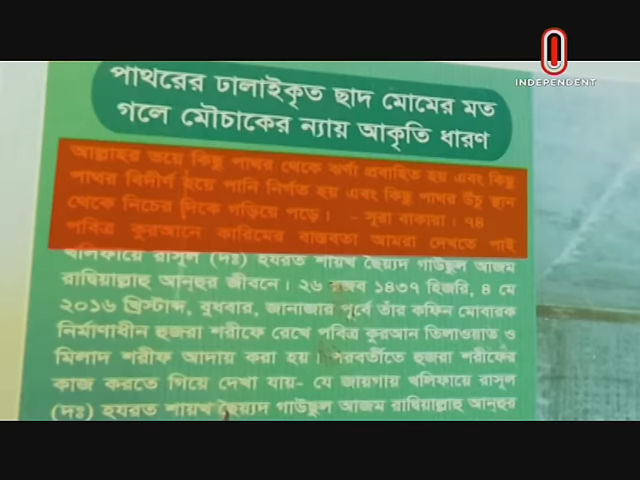 INDEPENDENT
পাথরের ঢালাইকৃত ছাদ মোমের মত
গলে মৌচাকের ন্যায় আকৃতি ধারণ
আল্লাহর ভয়ে কিছু পাথর থেকে ঝর্ণা প্রবাহিত হয় এবং কিছু
পাথর বিদীর্ণ হয়ে পানি নির্গত হয় এবং কিছু পাথর উঁচু স্থান
থেকে নিচের দিকে গড়িয়ে পড়ে। - সূরা বাকারা। ৭৪
পবিত্র কুরআনে কারিমের বাস্তবতা আমরা দেখতে পাই
খলিফায়ে রাসূল (দঃ) হযরত শায়খ ছৈয়্যদ গাউছুল আজম
রাদ্বিয়াল্লাহু আনহুর জীবনে। ২৬ রজব ১৪৩৭ হিজরি, ৪ মে
২০১৬ খ্রিস্টাব্দ, বুধবার, জানাজার পূর্বে তাঁর কফিন মোবারক
নির্মাণাধীন হুজরা শরীফে রেখে পবিত্র কুরআন তিলাওয়াত ও
মিলাদ শরীফ আদায় করা হয়। পরবর্তীতে হুজরা শরীফের
কাজ করতে গিয়ে দেখা যায়- যে জায়গায় খলিফায়ে রাসূল
(দঃ) হযরত শায়খ ছৈয়্যদ গাউছুল আজম রাদ্বিয়াল্লাহু আনহুর